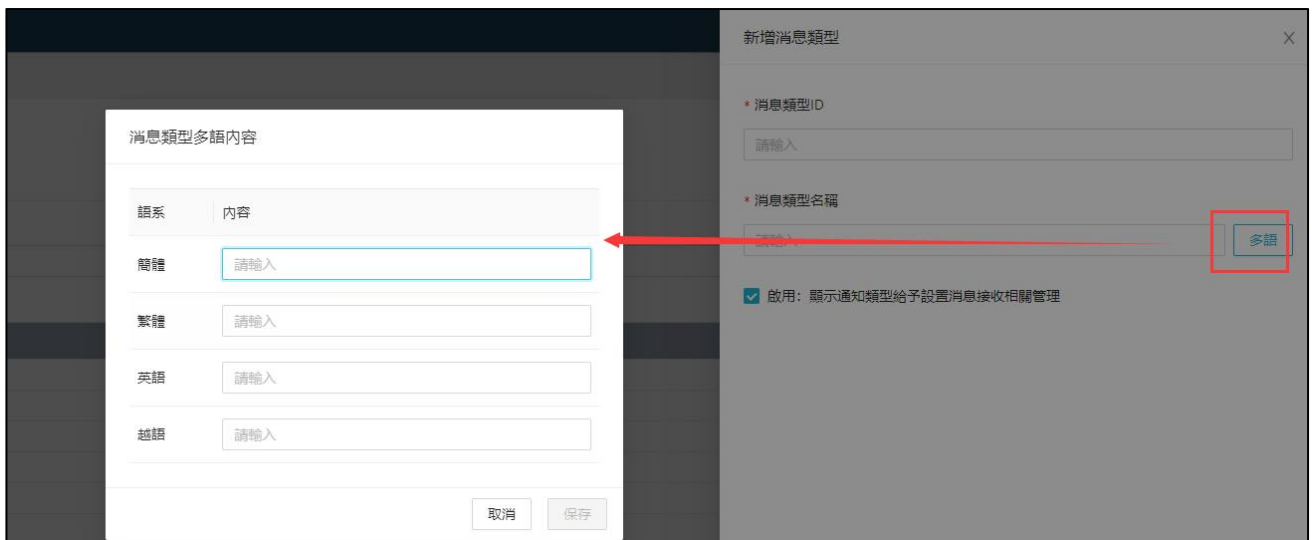 新增消息類型
* 消息類型ID
請輸入
* 消息類型名稱
請輸入
多語
啟用：顯示通知類型給予設置消息接收相關管理
消息類型多語內容
語系 內容
簡體 請輸入
繁體 請輸入
英語 請輸入
越語 請輸入
取消 保存